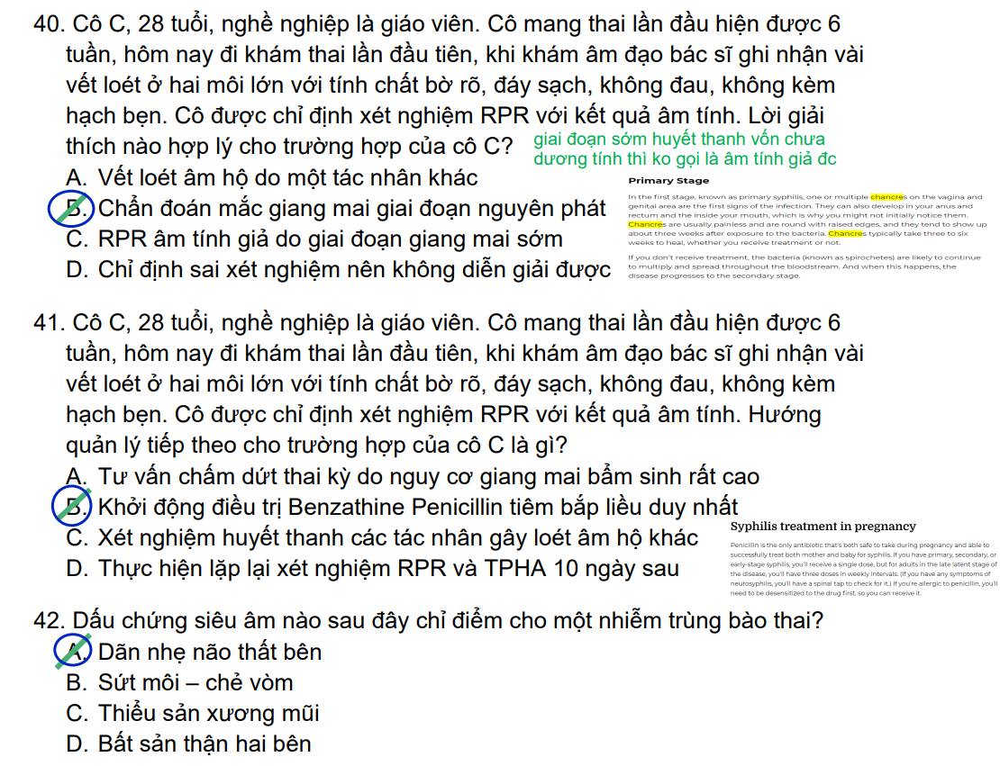 40. Cô C, 28 tuổi, nghề nghiệp là giáo viên. Cô mang thai lần đầu hiện được 6
tuần, hôm nay đi khám thai lần đầu tiên, khi khám âm đạo bác sĩ ghi nhận vài
vết loét ở hai môi lớn với tính chất bờ rõ, đáy sạch, không đau, không kèm
hạch bẹn. Cô được chỉ định xét nghiệm RPR với kết quả âm tính. Lời giải
thích nào hợp lý cho trường hợp của cô C?
giai đoạn sớm huyết thanh vốn chưa
dương tính thì ko gọi là âm tính giả đc
A. Vết loét âm hộ do một tác nhân khác
B. Chẩn đoán mắc giang mai giai đoạn nguyên phát
C. RPR âm tính giả do giai đoạn giang mai sớm
D. Chỉ định sai xét nghiệm nên không diễn giải được
Primary Stage
In the first stage, known as primary syphilis, one or multiple chancres on the vagina and
genital area are the first signs of the infection. They can also develop in your anus and
rectum and the inside your mouth, which is why you might not initially notice them.
Chancres are usually painless and are round with raised edges, and they tend to show up
about three weeks after exposure to the bacteria. Chancres typically take three to six
weeks to heal, whether you receive treatment or not.
If you don't receive treatment, the bacteria (known as spirochetes) are likely to continue
to multiply and spread throughout the bloodstream. And when this happens, the
disease progresses to the secondary stage.
41. Cô C, 28 tuổi, nghề nghiệp là giáo viên. Cô mang thai lần đầu hiện được 6
tuần, hôm nay đi khám thai lần đầu tiên, khi khám âm đạo bác sĩ ghi nhận vài
vết loét ở hai môi lớn với tính chất bờ rõ, đáy sạch, không đau, không kèm
hạch bẹn. Cô được chỉ định xét nghiệm RPR với kết quả âm tính. Hướng
quản lý tiếp theo cho trường hợp của cô C là gì?
A. Tư vấn chấm dứt thai kỳ do nguy cơ giang mai bẩm sinh rất cao
B. Khởi động điều trị Benzathine Penicillin tiêm bắp liều duy nhất
C. Xét nghiệm huyết thanh các tác nhân gây loét âm hộ khác
D. Thực hiện lặp lại xét nghiệm RPR và TPHA 10 ngày sau
Syphilis treatment in pregnancy
Penicillin is the only antibiotic that's both safe to take during pregnancy and able to
successfully treat both mother and baby for syphilis. If you have primary, secondary, or
early-stage syphilis, you'll receive a single dose, but for adults in the late latent stage of
the disease, you'll have three doses in weekly intervals. (If you have any symptoms of
neurosyphilis, you'll have a spinal tap to check for it.) If you're allergic to penicillin, you'll
need to be desensitized to the drug first, so you can receive it.
42. Dấu chứng siêu âm nào sau đây chỉ điểm cho một nhiễm trùng bào thai?
A. Dãn nhẹ não thất bên
B. Sứt môi – chẻ vòm
C. Thiểu sản xương mũi
D. Bất sản thận hai bên